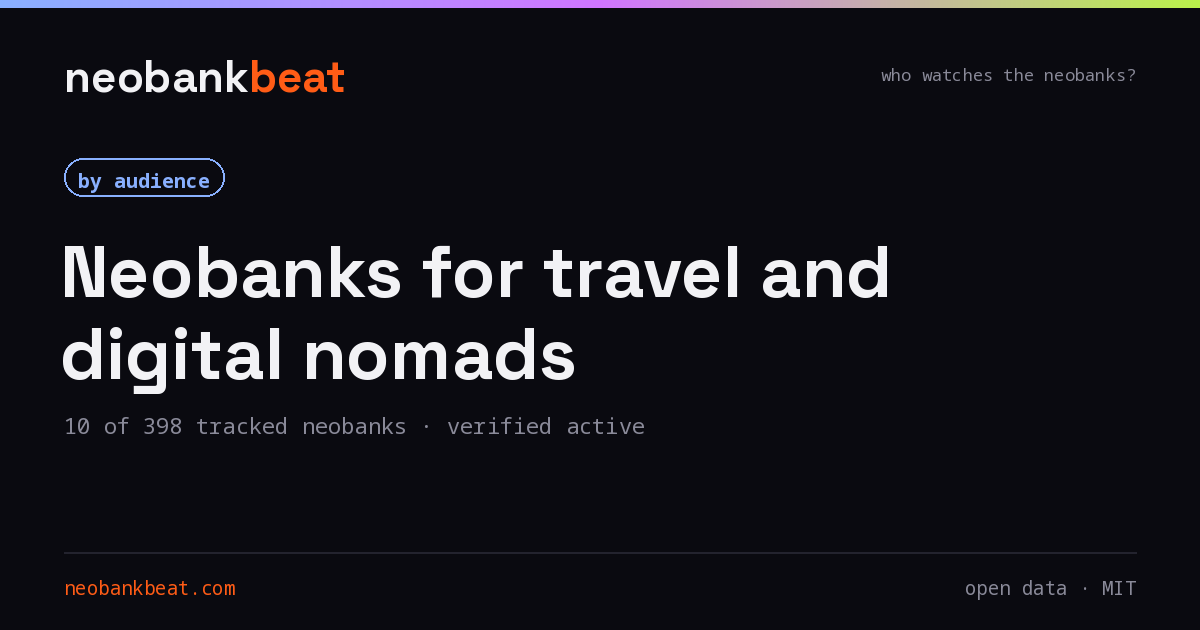 neobankbeat
who watches the neobanks?
by audience
Neobanks for travel and
digital nomads
10 of 398 tracked neobanks · verified active
neobankbeat.com
open data · MIT